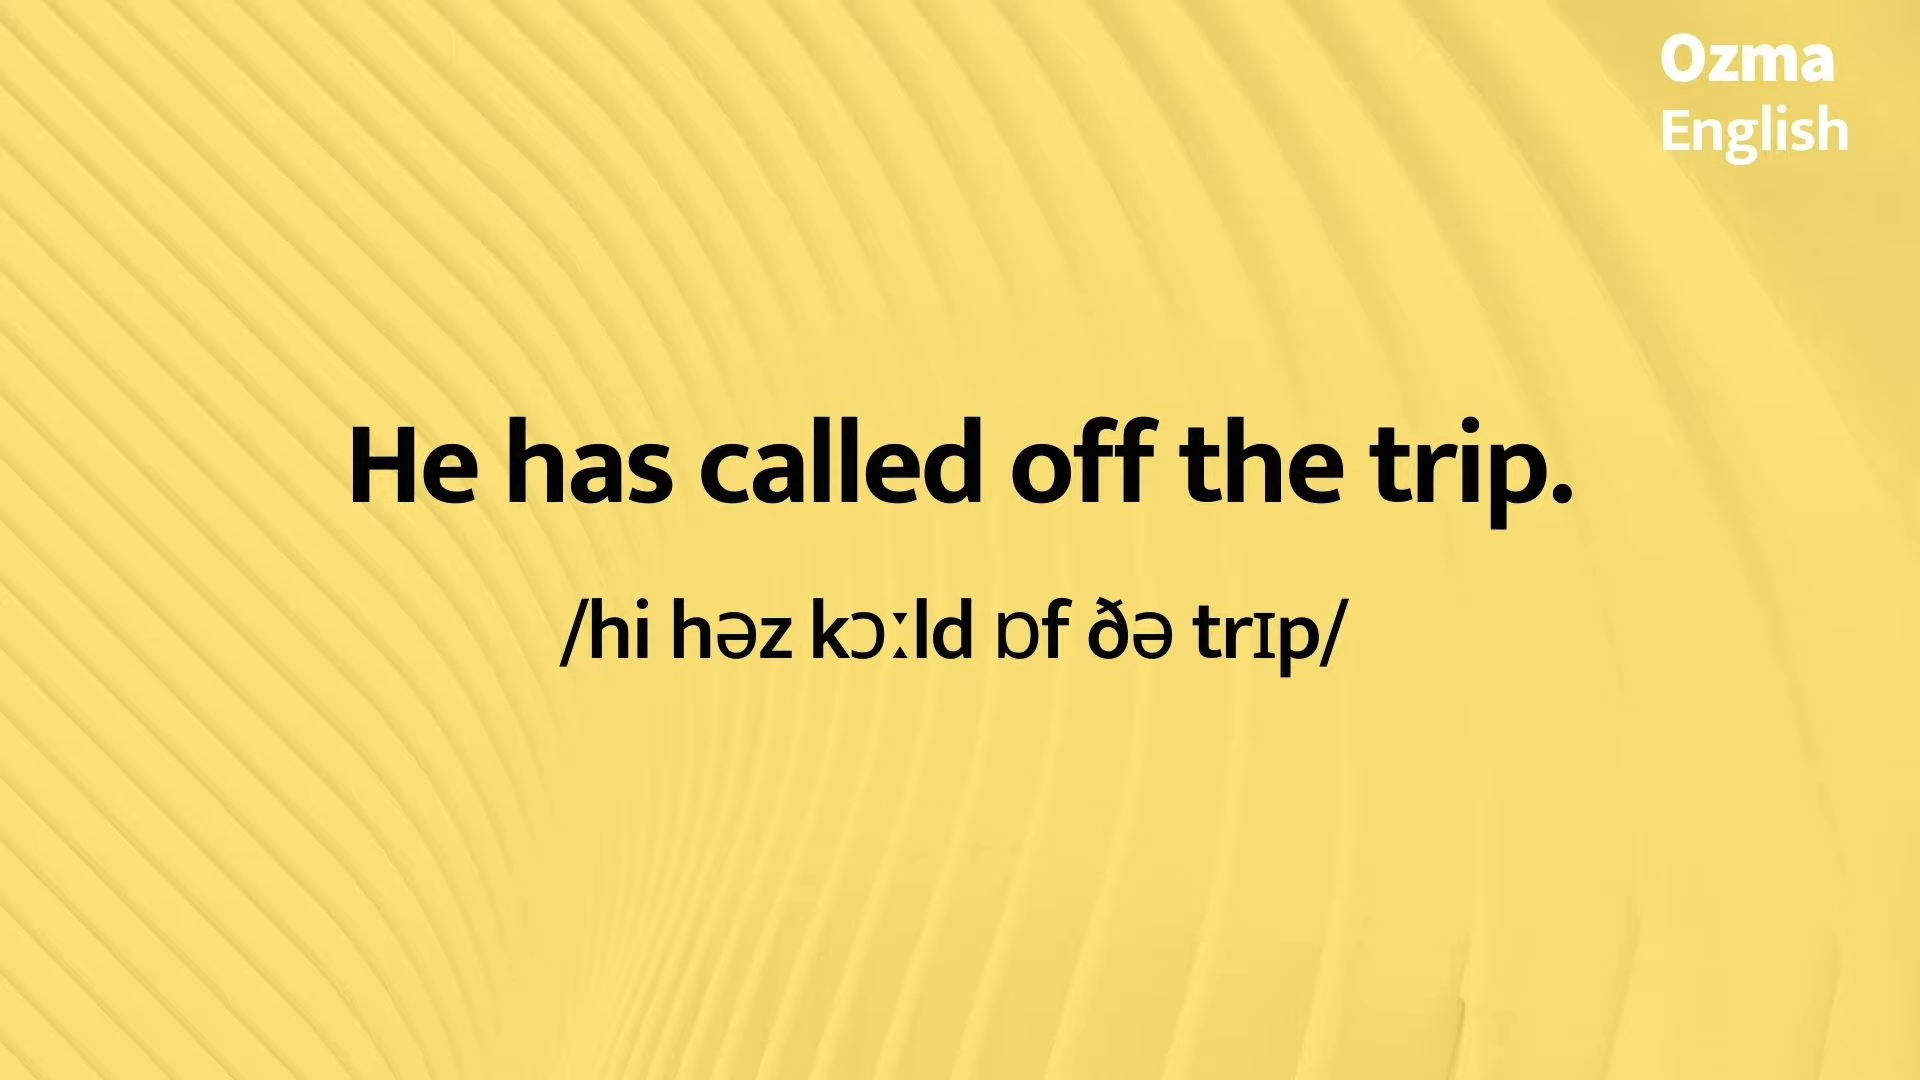 Ozma
English
He has called off the trip.
/hi həz kɔːld ɒf ðə trɪp/